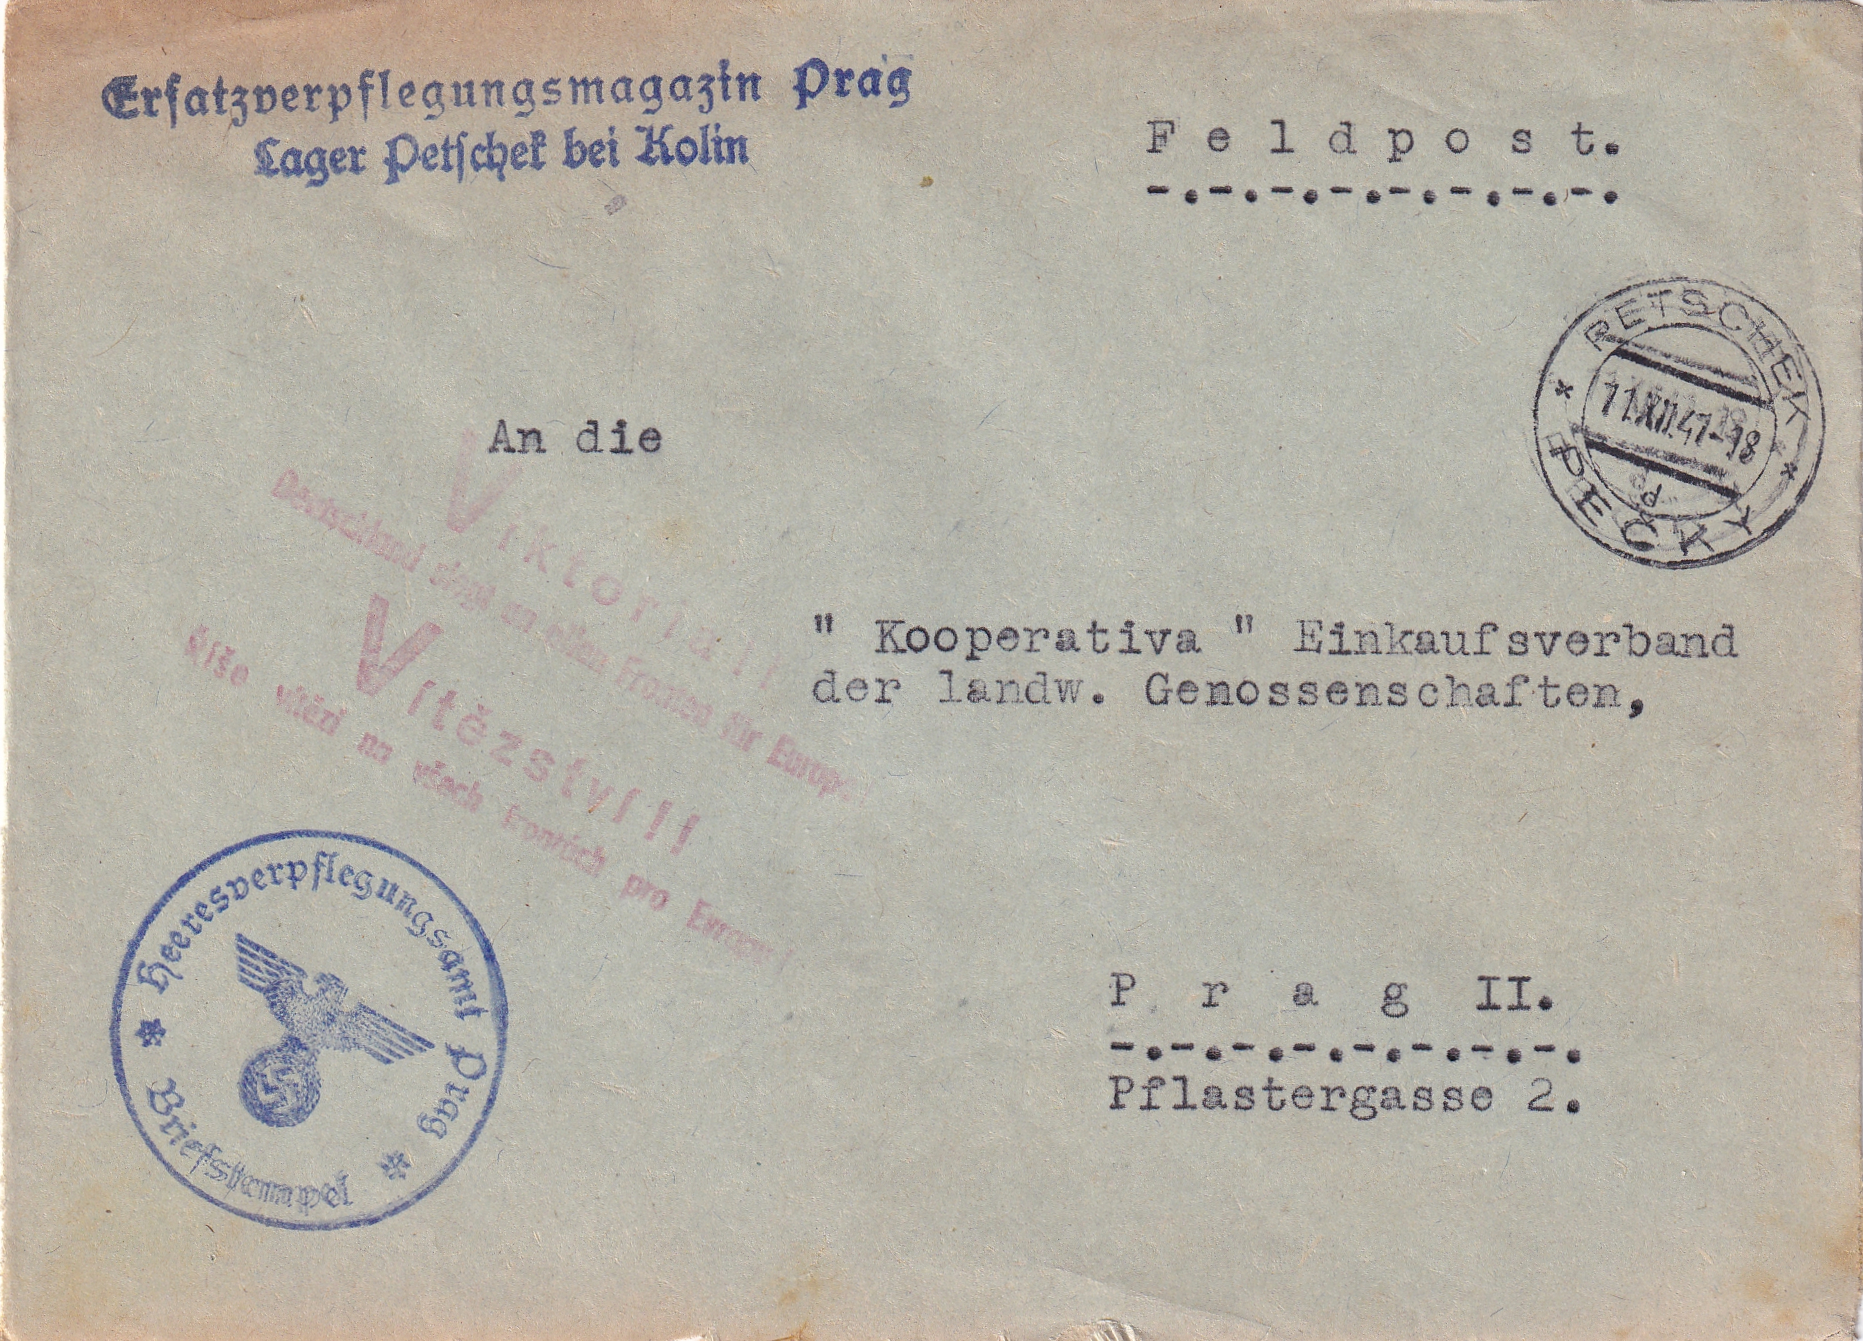 Ersatzverpflegungsmagazin Prag
Lager Petschek bei Kolin
Feldpost.
-.-.-.-.-.-.-.-.
PETSCHEK
11.XII.41-18
PEČKY
An die
Viktoria!!
Deutschland siegt an allen Fronten für Europa!
Vítězství!!
Říše vítězí na všech frontách pro Evropu!
" Kooperativa " Einkaufsverband
der landw. Genossenschaften,
Prag II.
-.-.-.-.-.-.-.-.
Pflastergasse 2.
Heeresverpflegungsamt Prag
Briefstempel